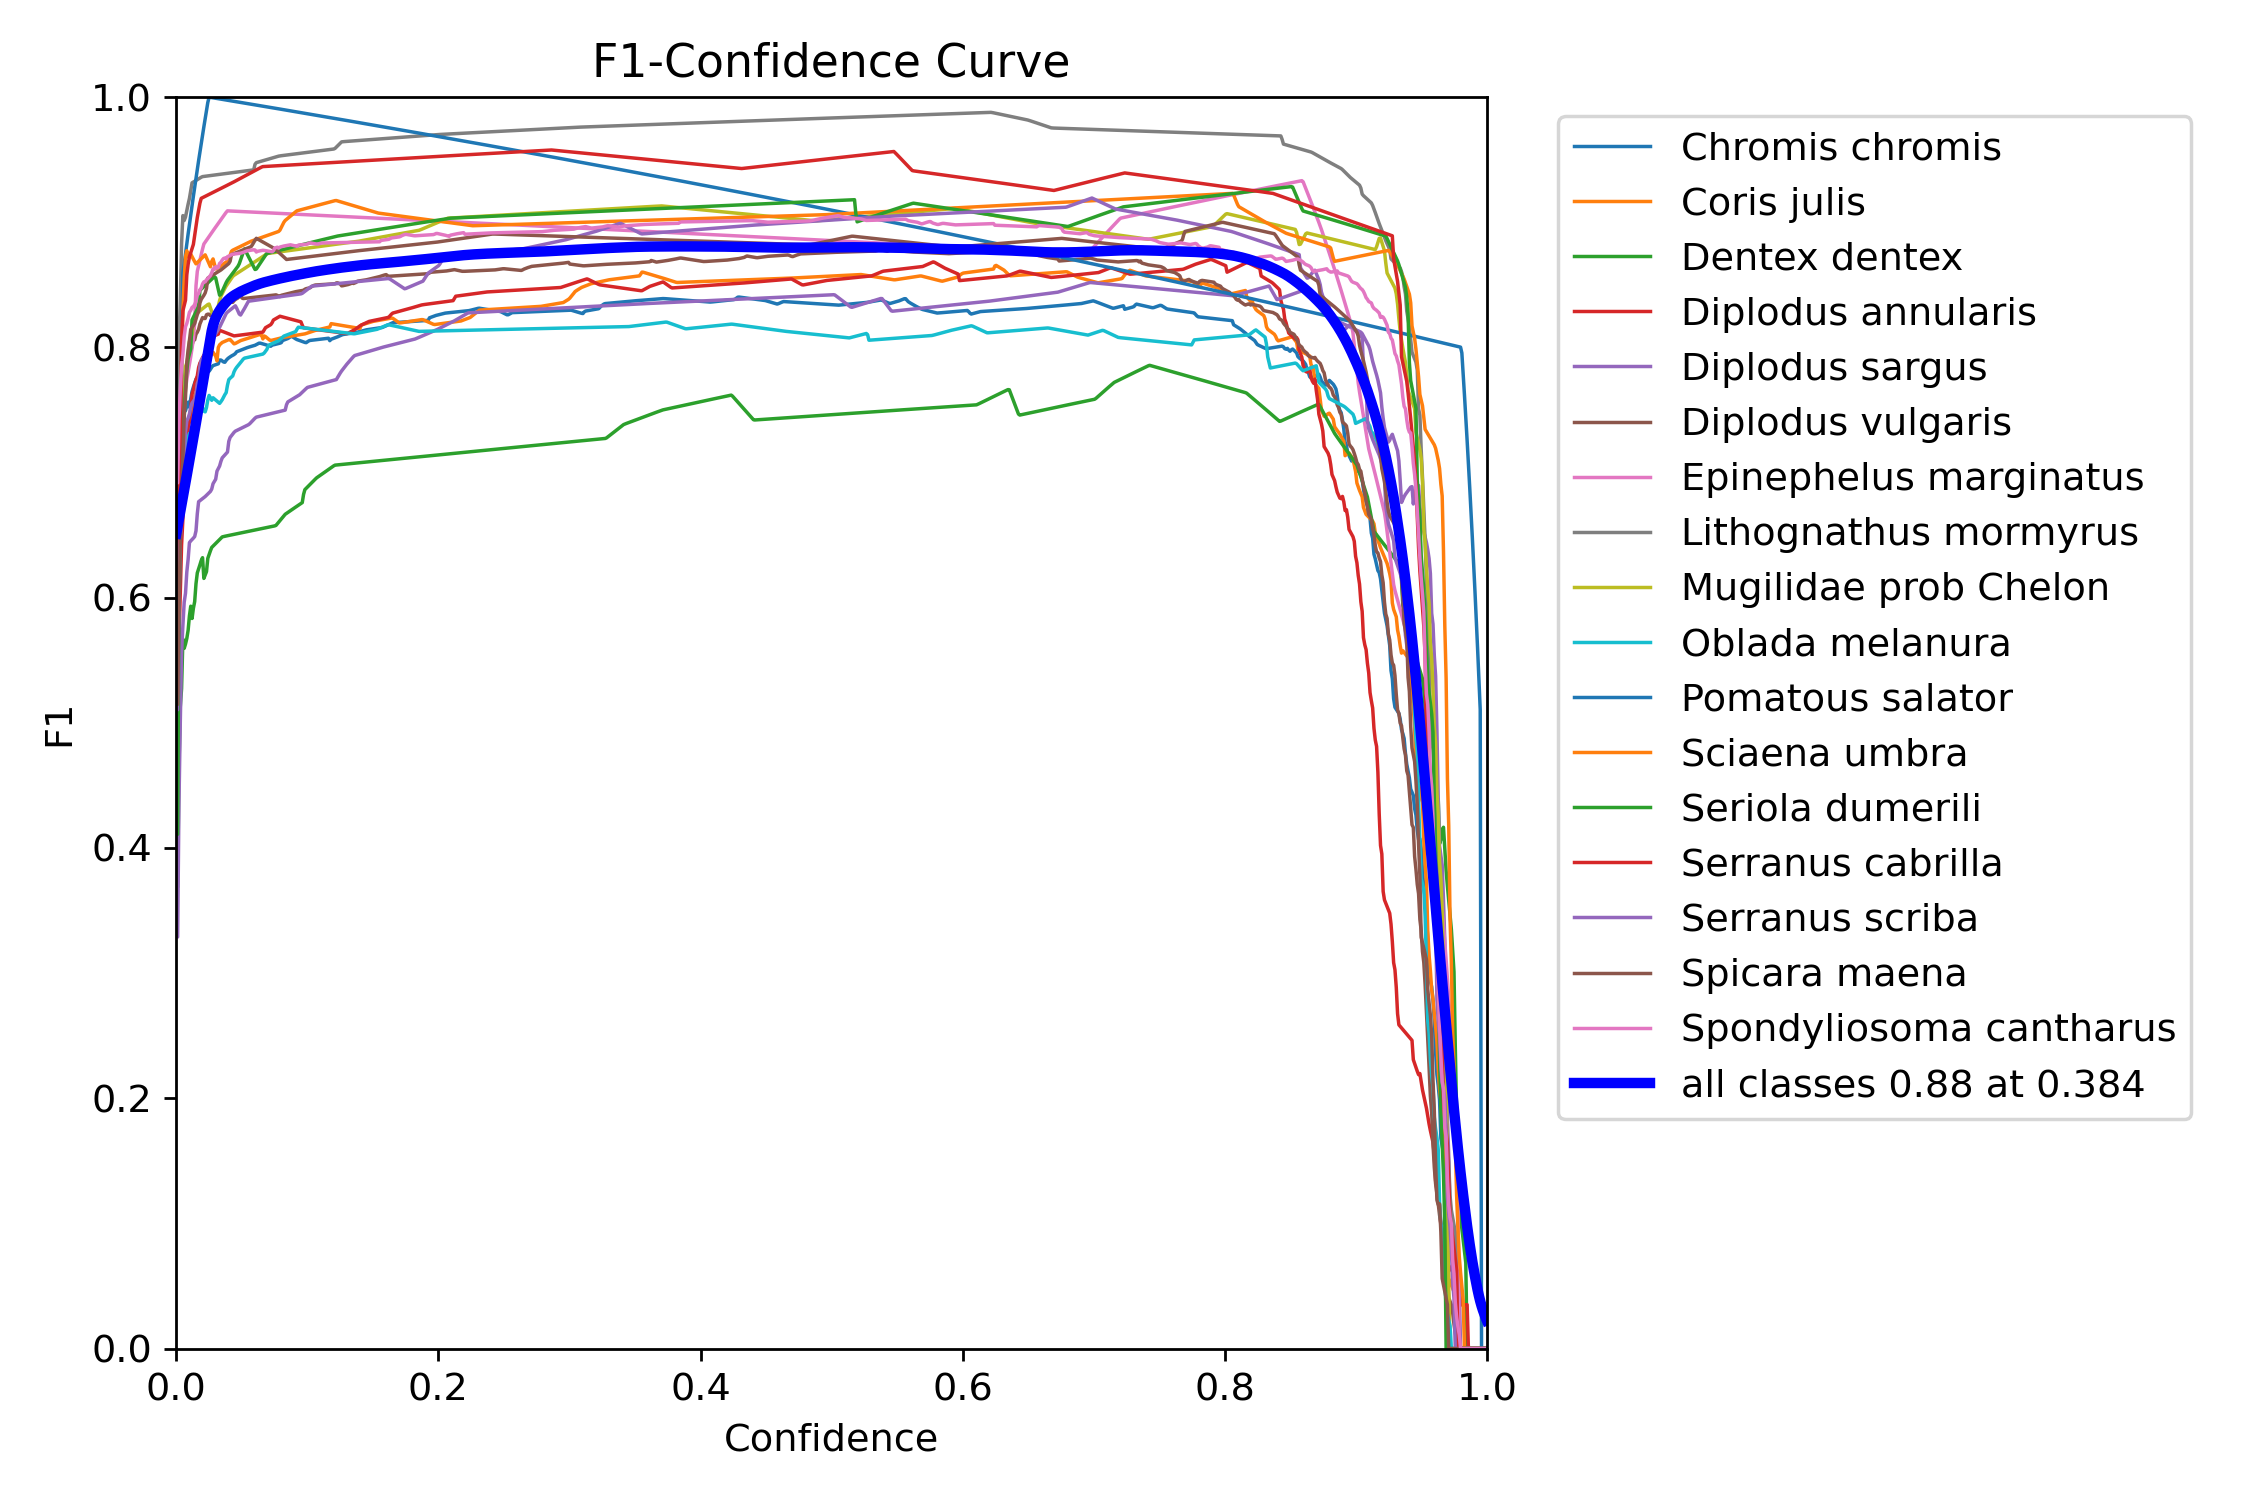 F1-Confidence Curve
1.0
0.8
0.6
0.4
0.2
0.0
F1
0.0 0.2 0.4 0.6 0.8 1.0
Confidence
Chromis chromis
Coris julis
Dentex dentex
Diplodus annularis
Diplodus sargus
Diplodus vulgaris
Epinephelus marginatus
Lithognathus mormyrus
Mugilidae prob Chelon
Oblada melanura
Pomatous salator
Sciaena umbra
Seriola dumerili
Serranus cabrilla
Serranus scriba
Spicara maena
Spondyliosoma cantharus
all classes 0.88 at 0.384